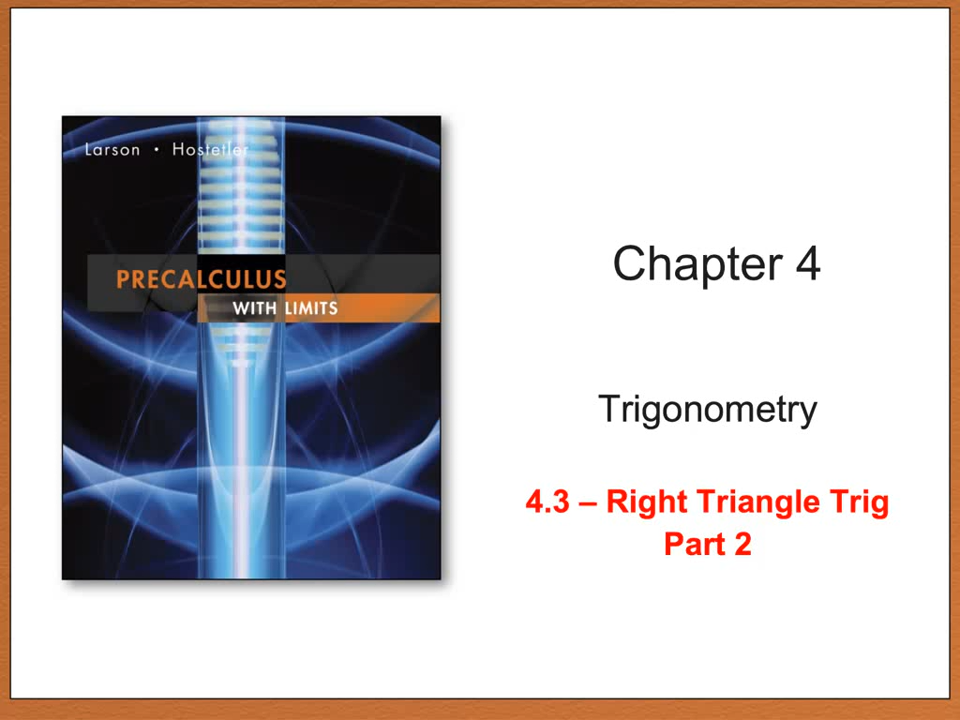 Larson • Hostetler
PRECALCULUS
WITH LIMITS
Chapter 4
Trigonometry
4.3 – Right Triangle Trig
Part 2